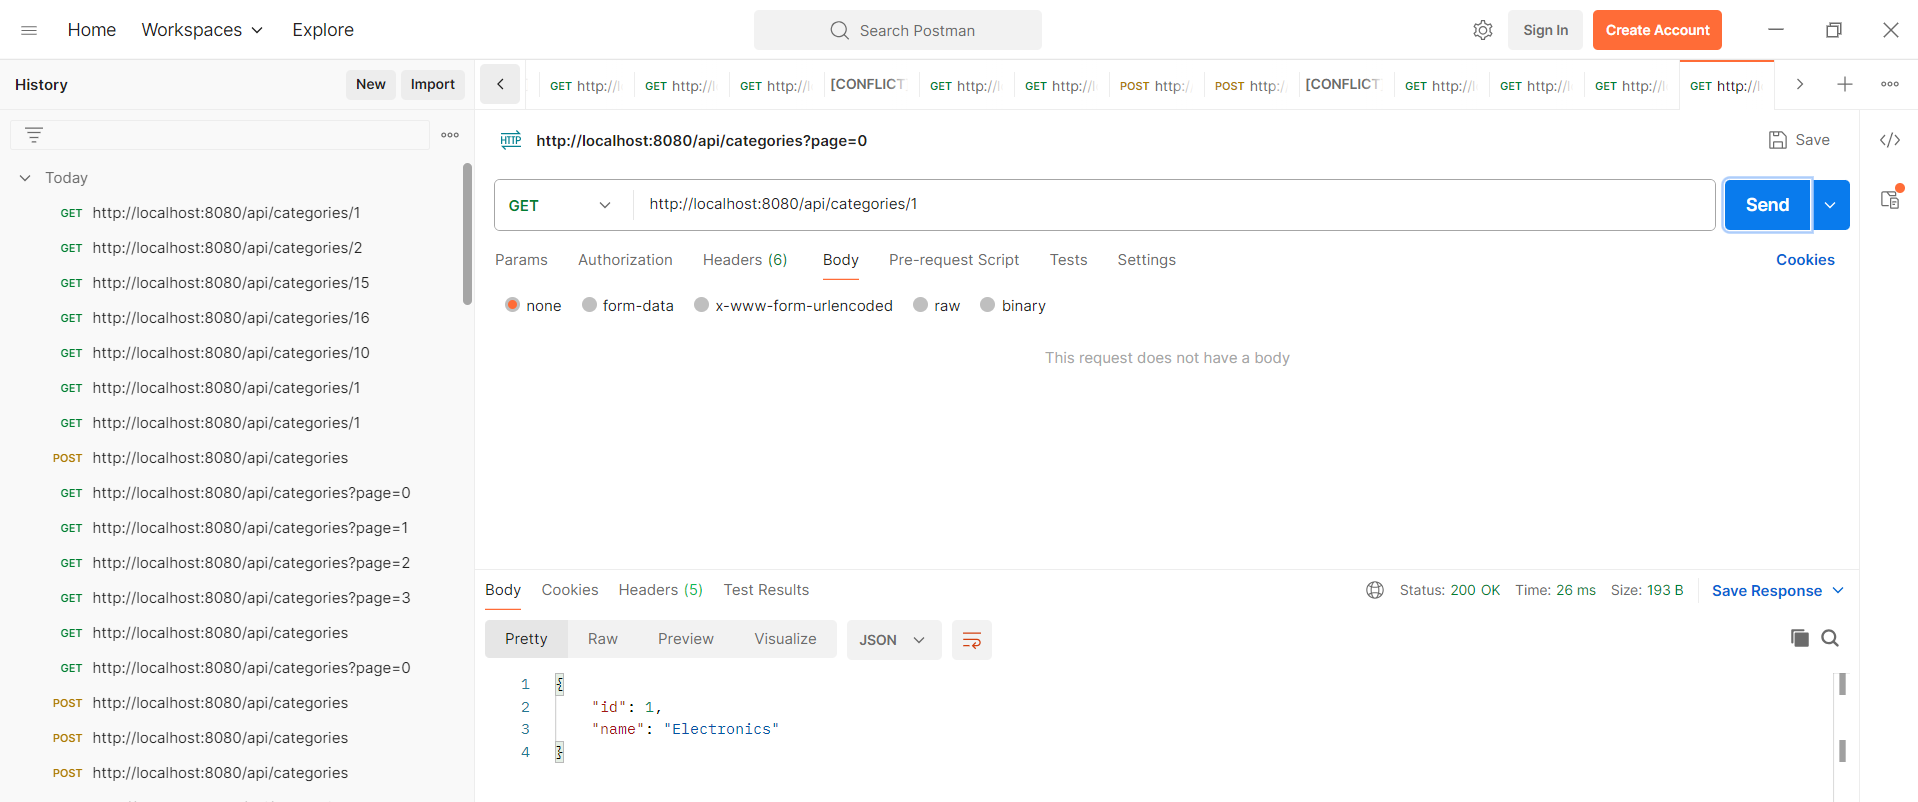 Home Workspaces Explore Search Postman Sign In Create Account
History New Import
GET http://l GET http://l GET http://l [CONFLICT GET http://l GET http://l POST http:/ POST http:/ [CONFLICT GET http://l GET http://l GET http://l GET http://l
http://localhost:8080/api/categories?page=0 Save
GET http://localhost:8080/api/categories/1 Send
Params Authorization Headers (6) Body Pre-request Script Tests Settings Cookies
none form-data x-www-form-urlencoded raw binary
This request does not have a body
Today
GET http://localhost:8080/api/categories/1
GET http://localhost:8080/api/categories/2
GET http://localhost:8080/api/categories/15
GET http://localhost:8080/api/categories/16
GET http://localhost:8080/api/categories/10
GET http://localhost:8080/api/categories/1
GET http://localhost:8080/api/categories/1
POST http://localhost:8080/api/categories
GET http://localhost:8080/api/categories?page=0
GET http://localhost:8080/api/categories?page=1
GET http://localhost:8080/api/categories?page=2
GET http://localhost:8080/api/categories?page=3
GET http://localhost:8080/api/categories
GET http://localhost:8080/api/categories?page=0
POST http://localhost:8080/api/categories
POST http://localhost:8080/api/categories
POST http://localhost:8080/api/categories
Body Cookies Headers (5) Test Results Status: 200 OK Time: 26 ms Size: 193 B Save Response
Pretty Raw Preview Visualize JSON
1 {
2 "id": 1,
3 "name": "Electronics"
4 }